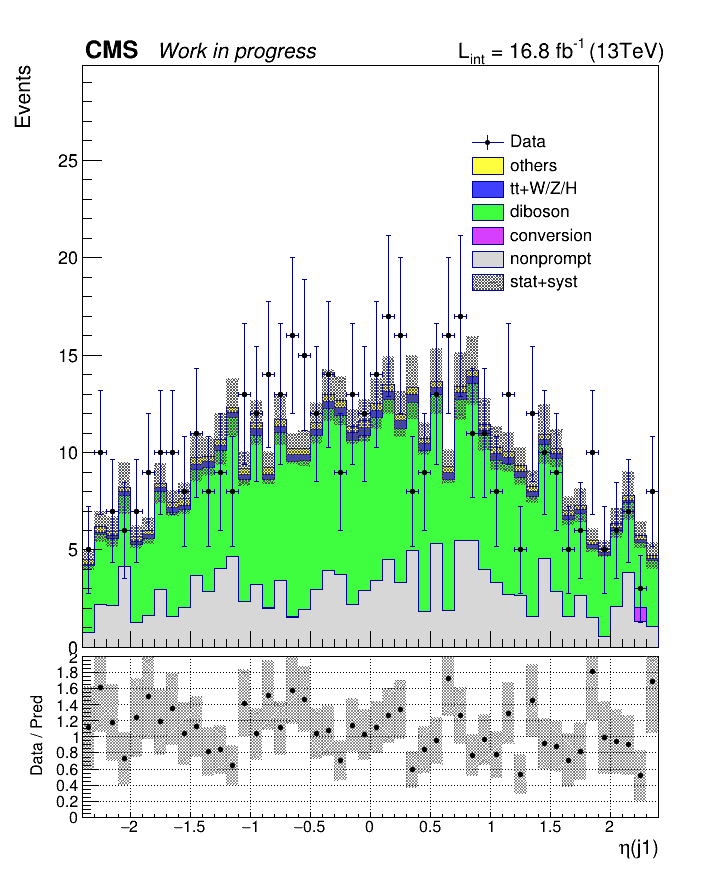 CMS Work in progress L_int = 16.8 fb⁻¹ (13TeV)
Events
25
20
15
10
5
0
Data
others
tt+W/Z/H
diboson
conversion
nonprompt
stat+syst
Data / Pred
2
1.8
1.6
1.4
1.2
1
0.8
0.6
0.4
0.2
0
−2 −1.5 −1 −0.5 0 0.5 1 1.5 2
η(j1)